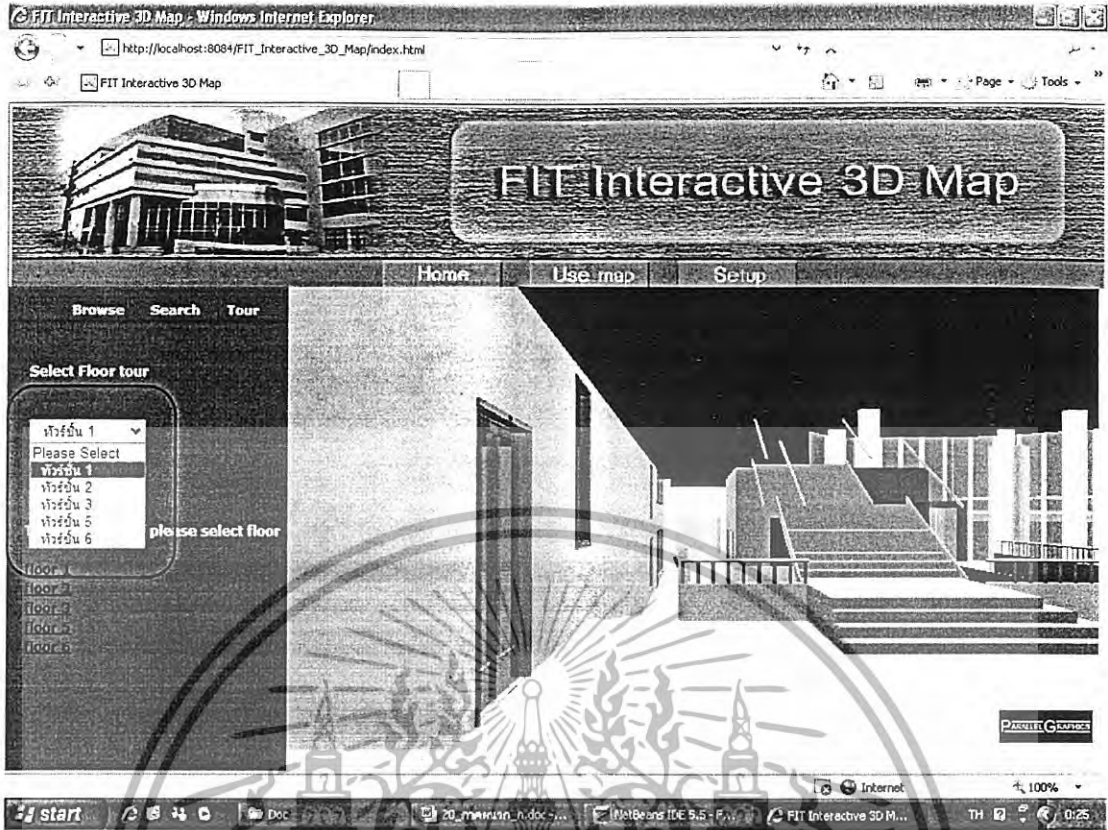 FIT Interactive 3D Map - Windows Internet Explorer
http://localhost:8084/FIT_Interactive_3D_Map/index.html
FIT Interactive 3D Map
Page
Tools
FIT Interactive 3D Map
Home Use map Setup
Browse Search Tour
Select Floor tour
ทัวร์ชั้น 1
Please Select
ทัวร์ชั้น 1
ทัวร์ชั้น 2
ทัวร์ชั้น 3
ทัวร์ชั้น 5
ทัวร์ชั้น 6
please select floor
floor 1
floor 2
floor 3
floor 5
floor 6
PARALLELGRAPHICS
Internet
100%
start Doc NetBeans IDE 5.5 - F... FIT Interactive 3D M... TH 0:25